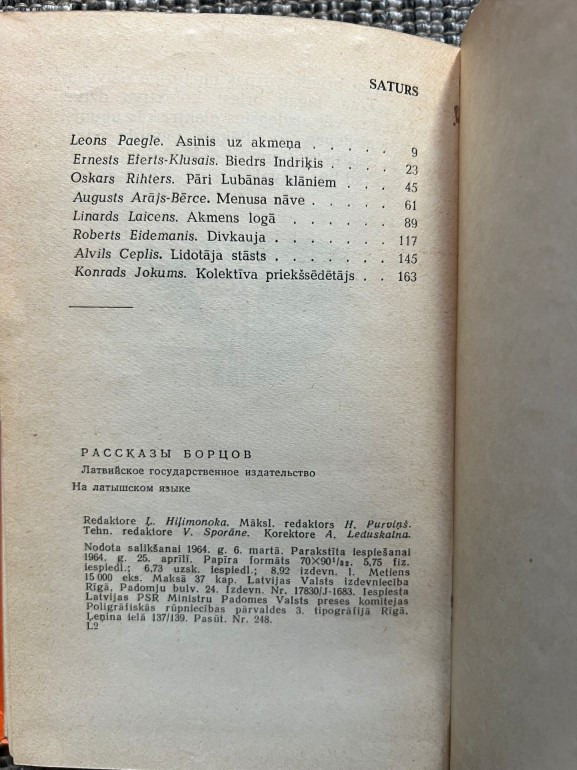 SATURS
Leons Paegle. Asinis uz akmeņa . . . . . 9
Ernests Eferts-Klusais. Biedrs Indriķis . . . . . 23
Oskars Rihters. Pāri Lubānas klāniem . . . . 45
Augusts Arājs-Bērce. Menusa nāve . . . . . 61
Linards Laicens. Akmens logā . . . . . . 89
Roberts Eidemanis. Divkauja . . . . . . . 117
Alvils Ceplis. Lidotāja stāsts . . . . . . . 145
Konrads Jokums. Kolektīva priekšsēdētājs . . 163
РАССКАЗЫ БОРЦОВ
Латвийское государственное издательство
На латышском языке
Redaktore Ļ. Hiļimonoka. Māksl. redaktors H. Purviņš.
Tehn. redaktore V. Sporāne. Korektore A. Leduskalna.
Nodota salikšanai 1964. g. 6. martā. Parakstīta iespiešanai
1964. g. 25. aprīlī. Papīra formāts 70×90¹/₃₂. 5,75 fiz.
iespiedl.; 6,73 uzsk. iespiedl.; 8,92 izdevn. l. Metiens
15 000 eks. Maksā 37 kap. Latvijas Valsts izdevniecība
Rīgā, Padomju bulv. 24. Izdevn. Nr. 17830/J-1683. Iespiesta
Latvijas PSR Ministru Padomes Valsts preses komitejas
Poligrāfiskās rūpniecības pārvaldes 3. tipogrāfijā Rīgā,
Ļeņina ielā 137/139. Pasūt. Nr. 248.
L2